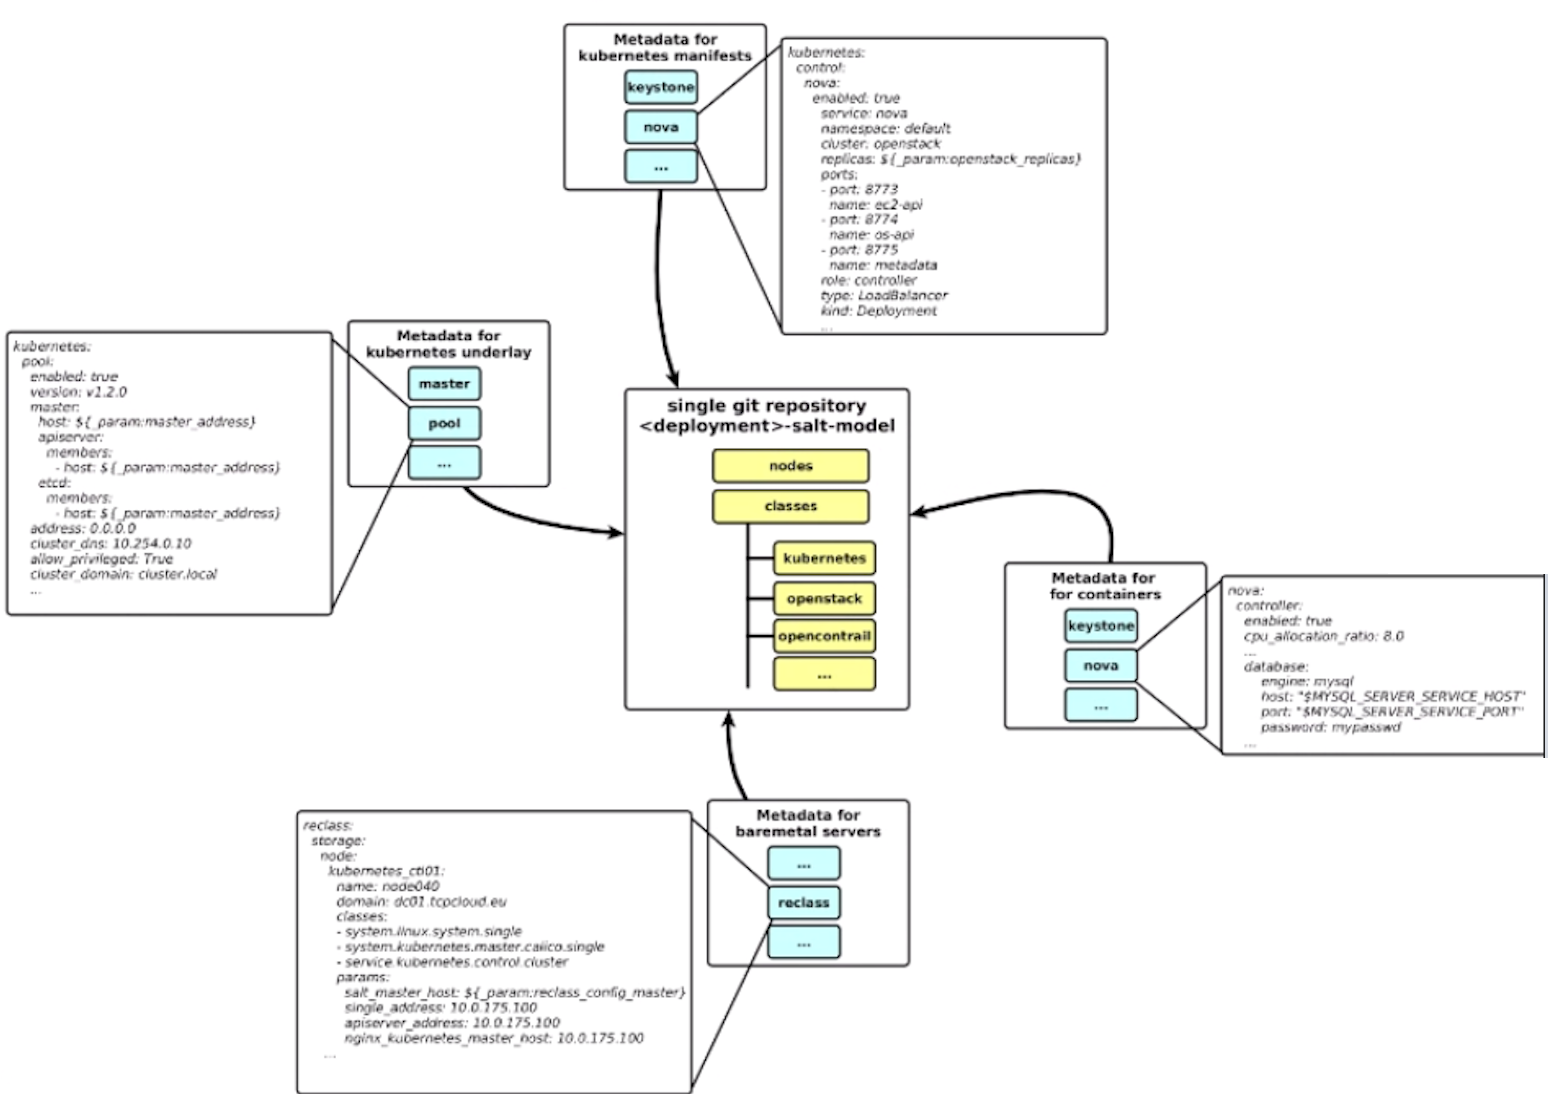 Metadata for
kubernetes manifests
keystone
nova
...
kubernetes:
control:
nova:
enabled: true
service: nova
namespace: default
cluster: openstack
replicas: ${_param:openstack_replicas}
ports:
- port: 8773
name: ec2-api
- port: 8774
name: os-api
- port: 8775
name: metadata
role: controller
type: LoadBalancer
kind: Deployment
...
kubernetes:
pool:
enabled: true
version: v1.2.0
master:
host: ${_param:master_address}
apiserver:
members:
- host: ${_param:master_address}
etcd:
members:
- host: ${_param:master_address}
address: 0.0.0.0
cluster_dns: 10.254.0.10
allow_privileged: True
cluster_domain: cluster.local
...
Metadata for
kubernetes underlay
master
pool
...
single git repository
<deployment>-salt-model
nodes
classes
kubernetes
openstack
opencontrail
...
Metadata for
for containers
keystone
nova
...
nova:
controller:
enabled: true
cpu_allocation_ratio: 8.0
...
database:
engine: mysql
host: "$MYSQL_SERVER_SERVICE_HOST"
port: "$MYSQL_SERVER_SERVICE_PORT"
password: mypasswd
...
reclass:
storage:
node:
kubernetes_ctl01:
name: node040
domain: dc01.tcpcloud.eu
classes:
- system.linux.system.single
- system.kubernetes.master.calico.single
- service.kubernetes.control.cluster
params:
salt_master_host: ${_param:reclass_config_master}
single_address: 10.0.175.100
apiserver_address: 10.0.175.100
nginx_kubernetes_master_host: 10.0.175.100
...
Metadata for
baremetal servers
...
reclass
...